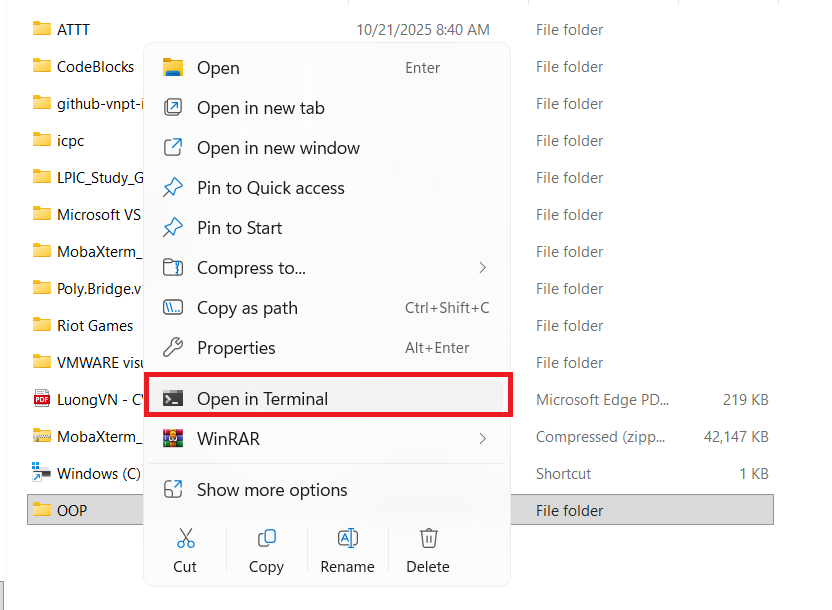 ATTT 10/21/2025 8:40 AM File folder
CodeBlocks File folder
github-vnpt-i File folder
icpc File folder
LPIC_Study_G File folder
Microsoft VS File folder
MobaXterm_ File folder
Poly.Bridge.v File folder
Riot Games File folder
VMWARE visu File folder
LuongVN - CV Microsoft Edge PD... 219 KB
MobaXterm_ Compressed (zipp... 42,147 KB
Windows (C) Shortcut 1 KB
OOP File folder
Open Enter
Open in new tab
Open in new window
Pin to Quick access
Pin to Start
Compress to...
Copy as path Ctrl+Shift+C
Properties Alt+Enter
Open in Terminal
WinRAR
Show more options
Cut Copy Rename Delete
PDF